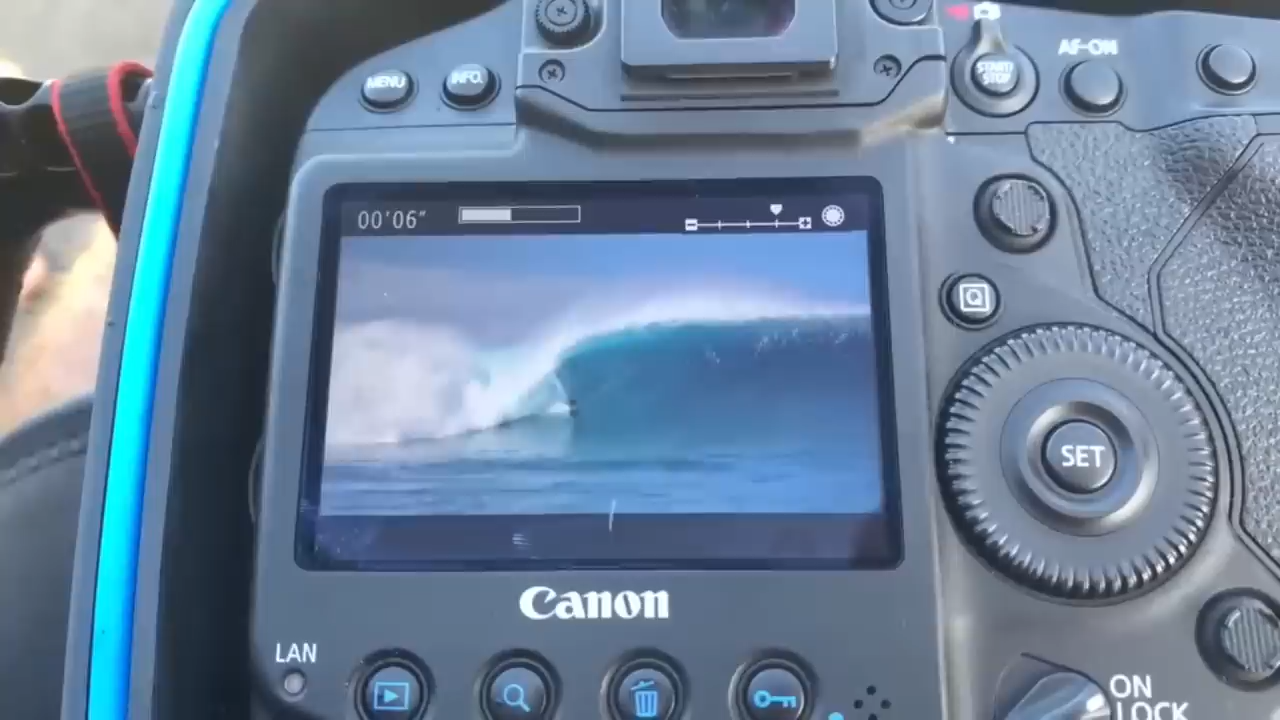 MENU
INFO.
START/
STOP
AF-ON
00'06"
Q
SET
Canon
LAN
ON
LOCK